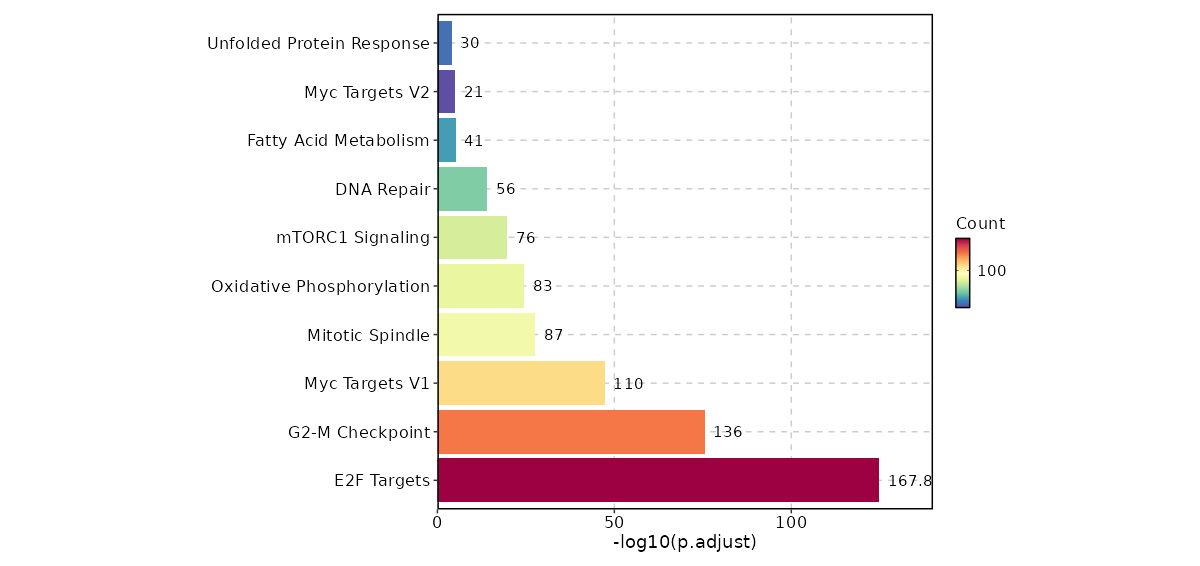 Unfolded Protein Response 30
Myc Targets V2 21
Fatty Acid Metabolism 41
DNA Repair 56
mTORC1 Signaling 76
Oxidative Phosphorylation 83
Mitotic Spindle 87
Myc Targets V1 110
G2-M Checkpoint 136
E2F Targets 167.8
0 50 100
-log10(p.adjust)
Count
100